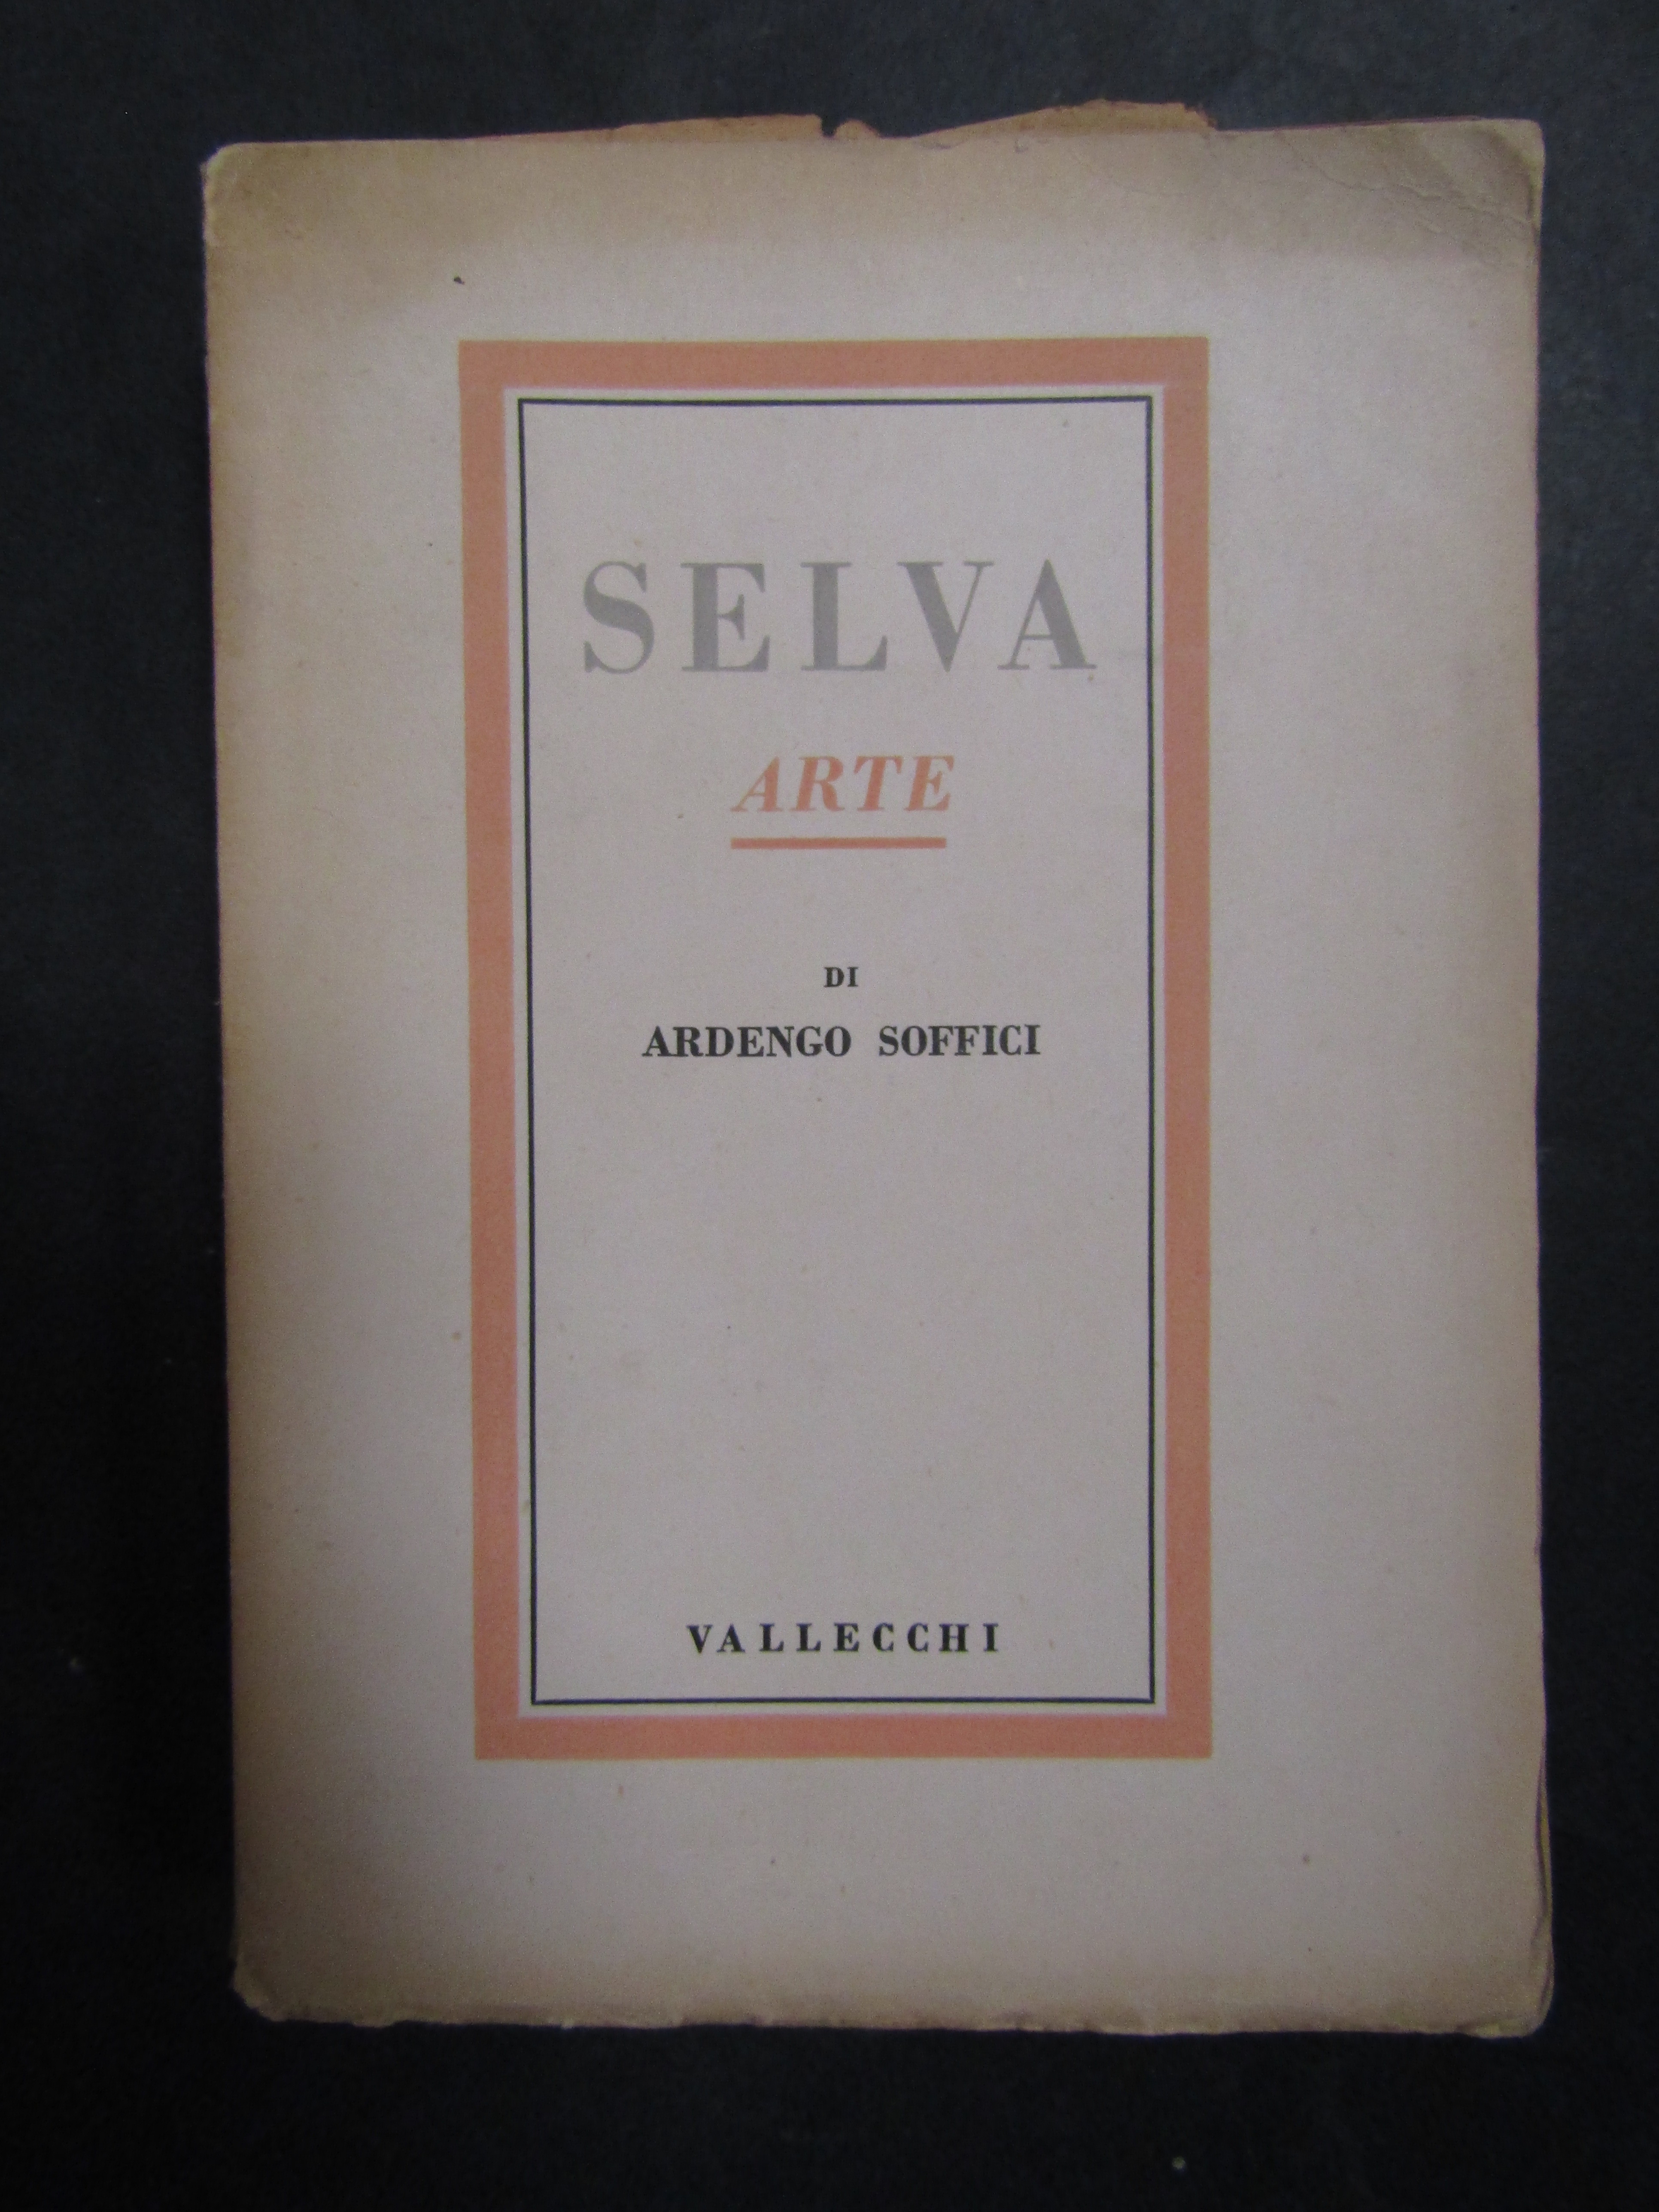 SELVA
ARTE
DI
ARDENGO SOFFICI
VALLECCHI